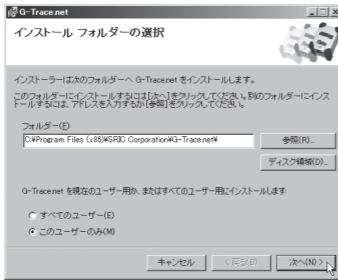 G-Trace.net
インストール フォルダーの選択
インストーラーは次のフォルダーへ G-Trace.net をインストールします。
このフォルダーにインストールするには[次へ]をクリックしてください。別のフォルダーにインス
トールするには、アドレスを入力するか[参照]をクリックしてください。
フォルダー(F):
C:¥Program Files (x86)¥SRIC Corporation¥G-Trace.net¥
参照(R)...
ディスク領域(D)...
G-Trace.net を現在のユーザー用か、またはすべてのユーザー用にインストールします:
すべてのユーザー(E)
このユーザーのみ(M)
キャンセル
< 戻る(B)
次へ(N) >